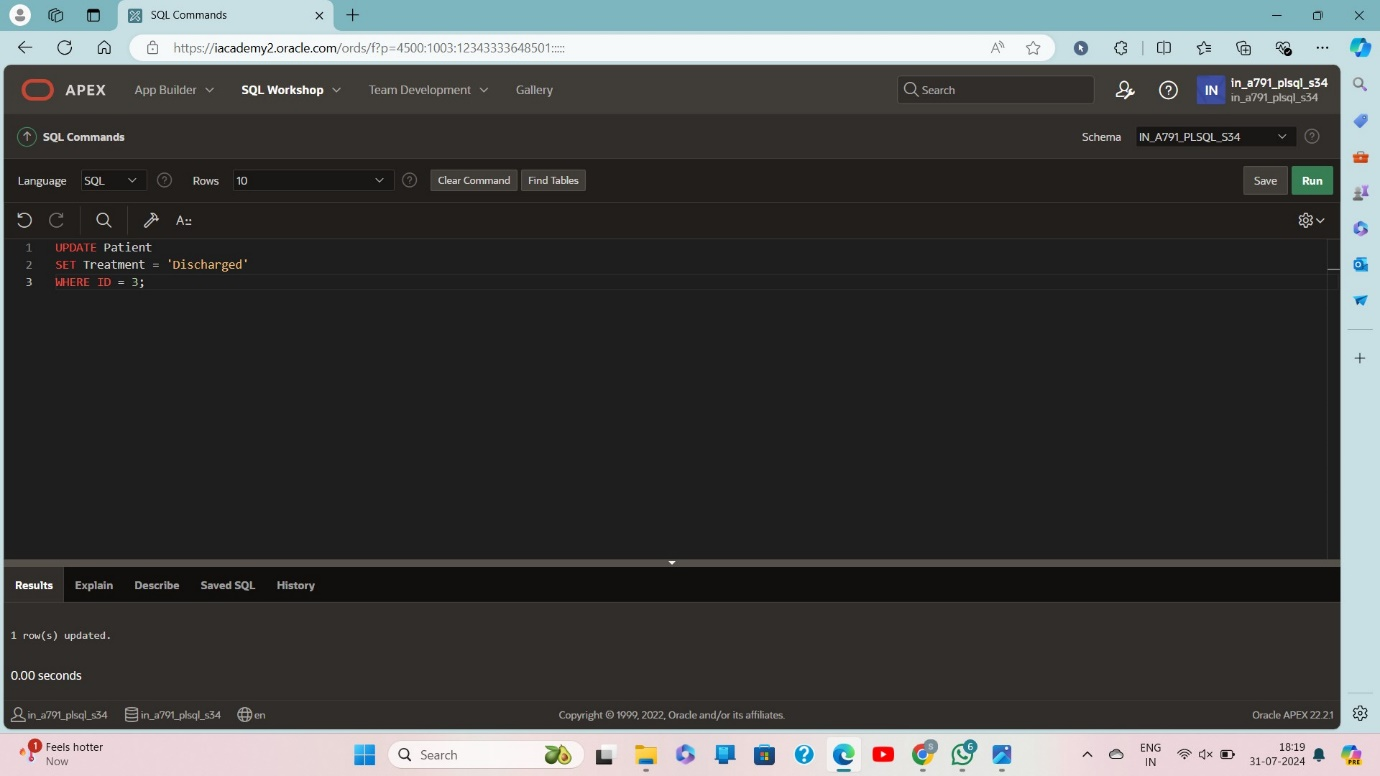 SQL Commands
https://iacademy2.oracle.com/ords/f?p=4500:1003:12343333648501:::::
APEX App Builder SQL Workshop Team Development Gallery Search IN in_a791_plsql_s34
in_a791_plsql_s34
SQL Commands Schema IN_A791_PLSQL_S34
Language SQL Rows 10 Clear Command Find Tables Save Run
1 UPDATE Patient
2 SET Treatment = 'Discharged'
3 WHERE ID = 3;
Results Explain Describe Saved SQL History
1 row(s) updated.
0.00 seconds
in_a791_plsql_s34 in_a791_plsql_s34 en Copyright © 1999, 2022, Oracle and/or its affiliates. Oracle APEX 22.2.1
1 Feels hotter
Now
Search
S
6
ENG
IN
18:19
31-07-2024
PRE